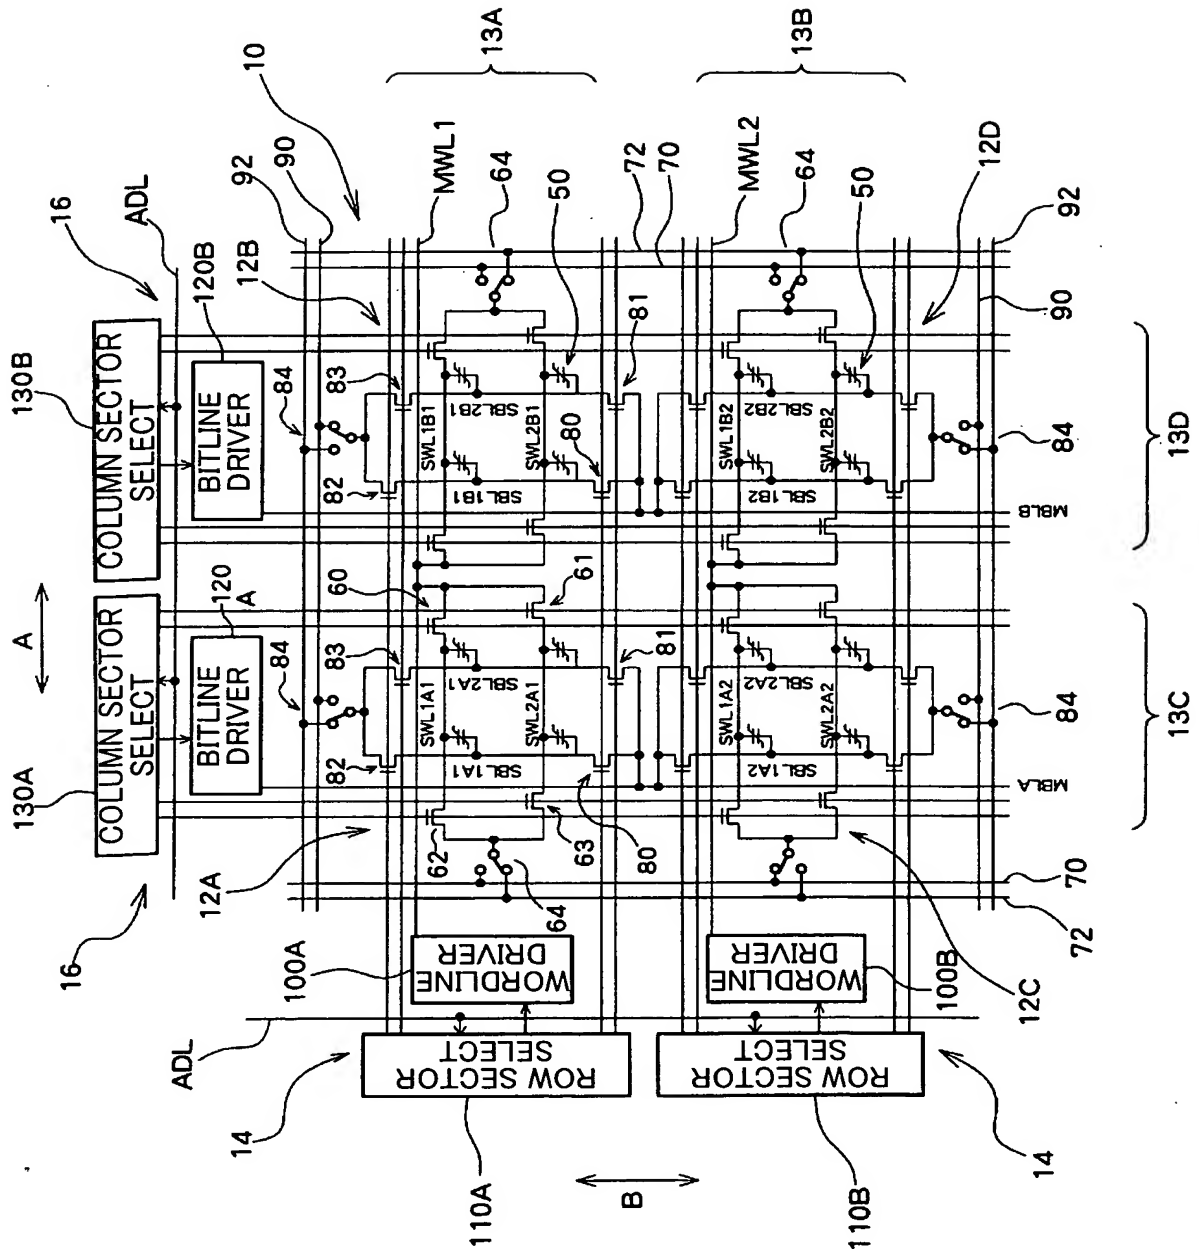 130B
COLUMN SECTOR
SELECT
16
ADL
120B
BITLINE
DRIVER
92
90
10
12B
84
83
82
MWL1
13A
64
50
81
80
SWL1B1
SWL2B1
SBL1B1
SBL2B1
72
70
13B
MWL2
64
50
12D
SWL1B2
SWL2B2
SBL1B2
SBL2B2
MBLB
92
90
84
13D
A
130A
COLUMN SECTOR
SELECT
16
120
A
BITLINE
DRIVER
84
83
82
12A
60
61
62
63
64
80
81
SWL1A1
SWL2A1
SBL1A1
SBL2A1
SWL1A2
SWL2A2
SBL1A2
SBL2A2
MBLA
84
13C
70
72
12C
100A
WORDLINE
DRIVER
100B
WORDLINE
DRIVER
ADL
14
ROW SECTOR
SELECT
110A
ROW SECTOR
SELECT
110B
14
B